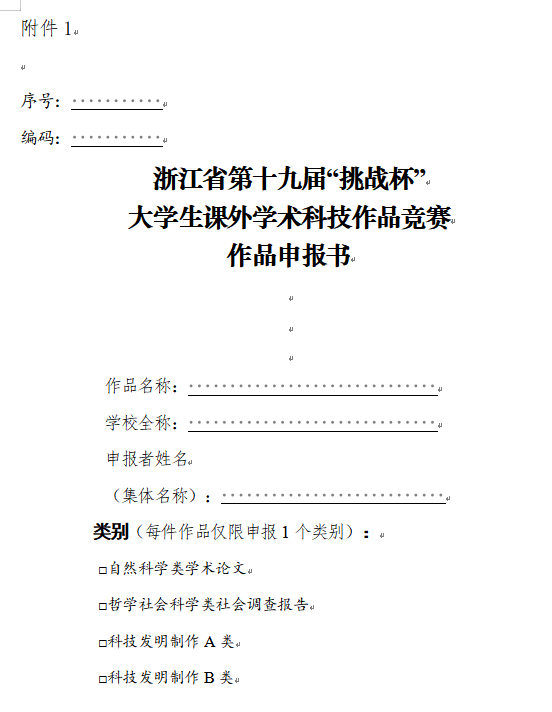 附件 1
序号：
编码：
浙江省第十九届“挑战杯”
大学生课外学术科技作品竞赛
作品申报书
作品名称：
学校全称：
申报者姓名
（集体名称）：
类别（每件作品仅限申报 1 个类别）：
□自然科学类学术论文
□哲学社会科学类社会调查报告
□科技发明制作 A 类
□科技发明制作 B 类